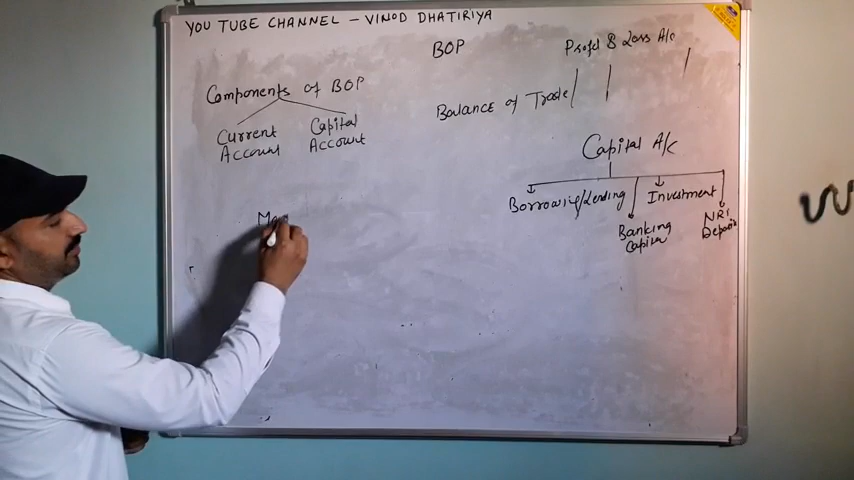 YOU TUBE CHANNEL - VINOD DHATIRIYA
BOP
Profit & Loss A/c
Components of BOP
Balance of Trade
Current
Account
Capital
Account
Capital A/c
Borrowing/Lending
Investment
Banking
Capital
NRI
Deposit